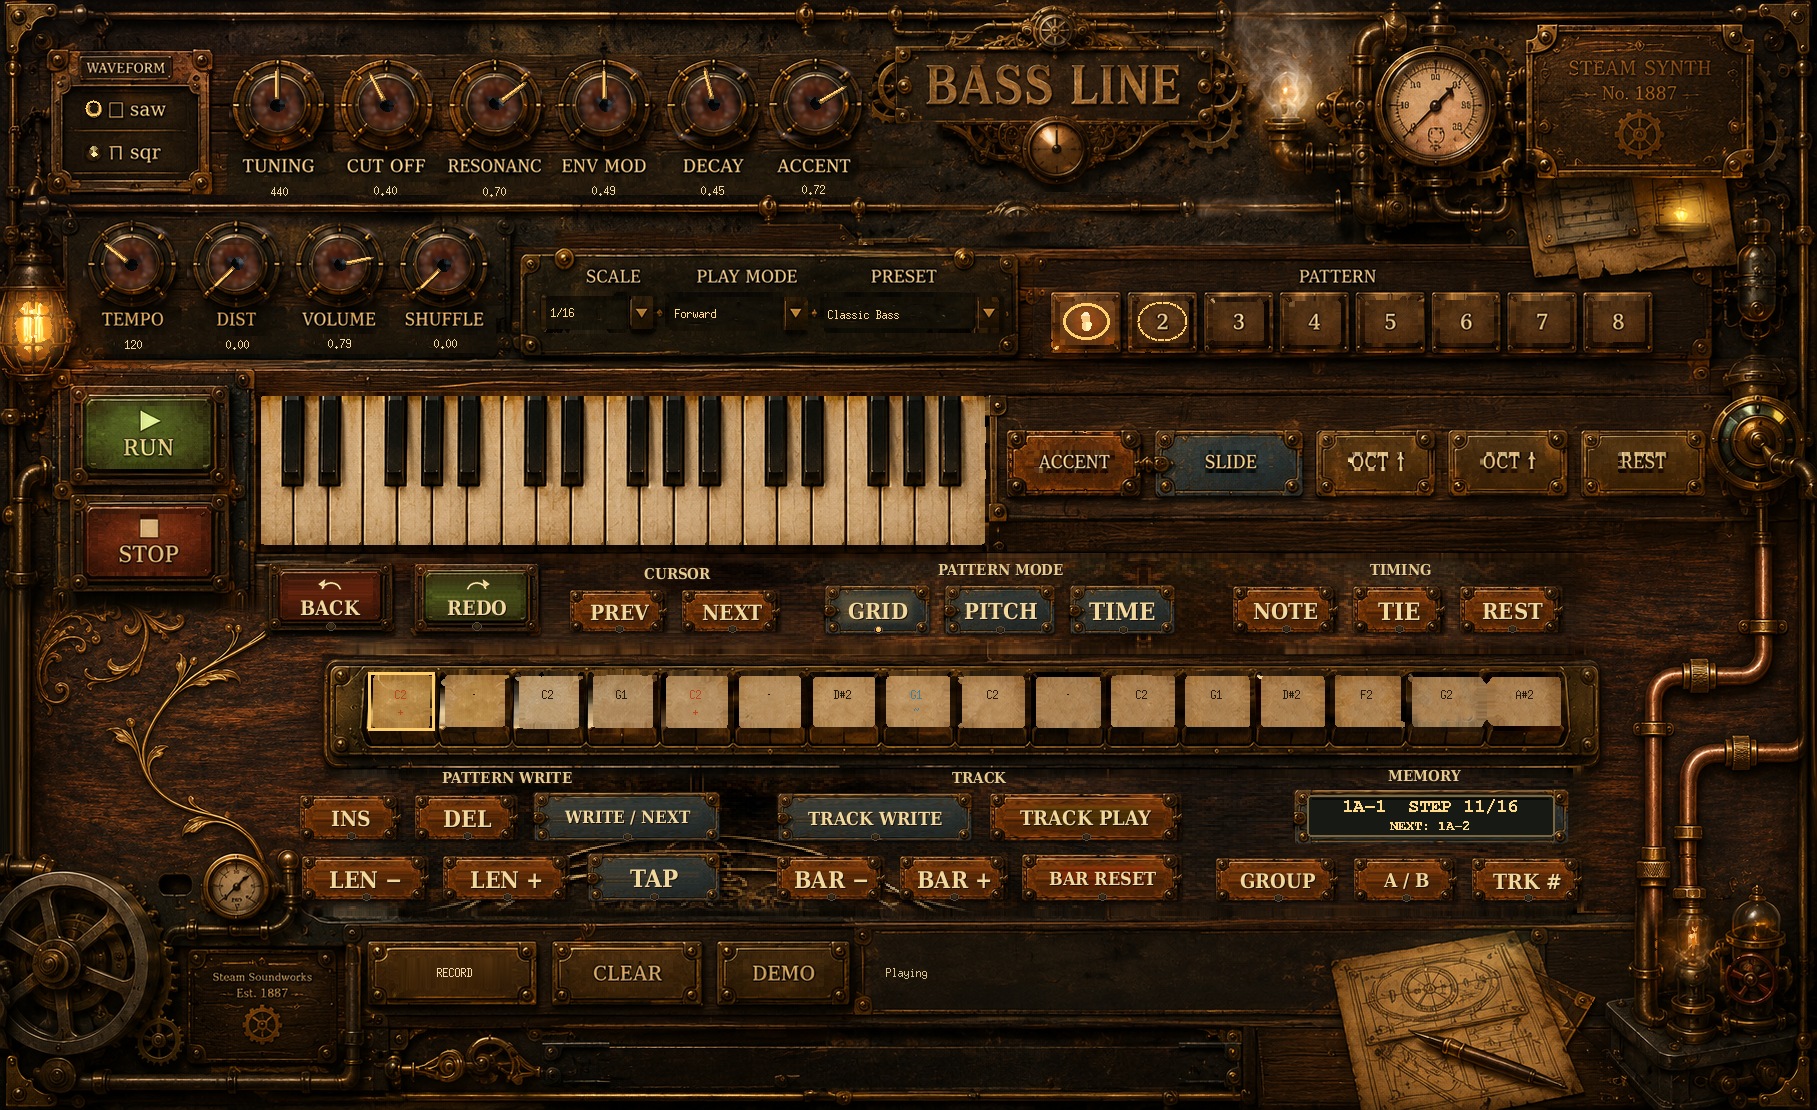 WAVEFORM
saw
sqr
TUNING
CUT OFF
RESONANC
ENV MOD
DECAY
ACCENT
440
0.40
0.70
0.49
0.45
0.72
BASS LINE
STEAM SYNTH
No. 1887
TEMPO
DIST
VOLUME
SHUFFLE
120
0.00
0.79
0.00
SCALE
PLAY MODE
PRESET
1/16
Forward
Classic Bass
PATTERN
2
3
4
5
6
7
8
RUN
STOP
ACCENT
SLIDE
OCT
OCT
REST
BACK
REDO
CURSOR
PREV
NEXT
PATTERN MODE
GRID
PITCH
TIME
TIMING
NOTE
TIE
REST
C2
+
-
C2
G1
C2
+
-
D#2
G1
~
C2
-
C2
G1
D#2
F2
G2
A#2
PATTERN WRITE
TRACK
MEMORY
INS
DEL
WRITE / NEXT
TRACK WRITE
TRACK PLAY
1A-1 STEP 11/16
NEXT: 1A-2
LEN -
LEN +
TAP
BAR -
BAR +
BAR RESET
GROUP
A / B
TRK #
Steam Soundworks
Est. 1887
RECORD
CLEAR
DEMO
Playing